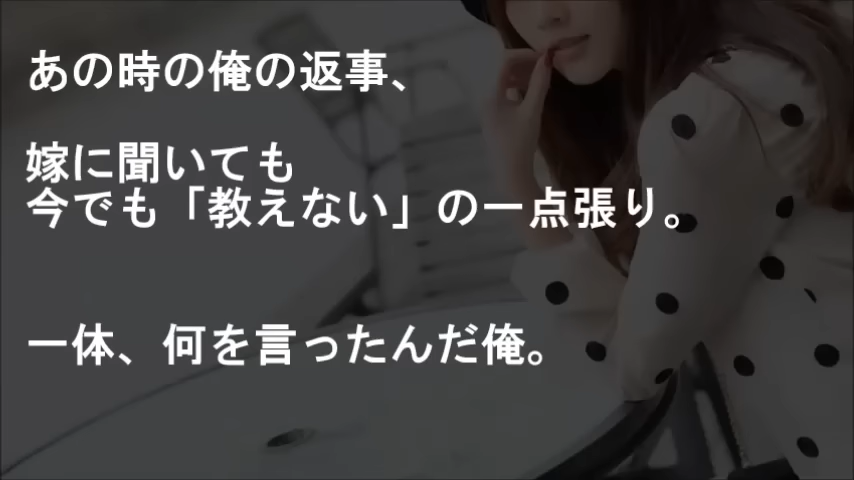 あの時の俺の返事、
嫁に聞いても
今でも「教えない」の一点張り。
一体、何を言ったんだ俺。